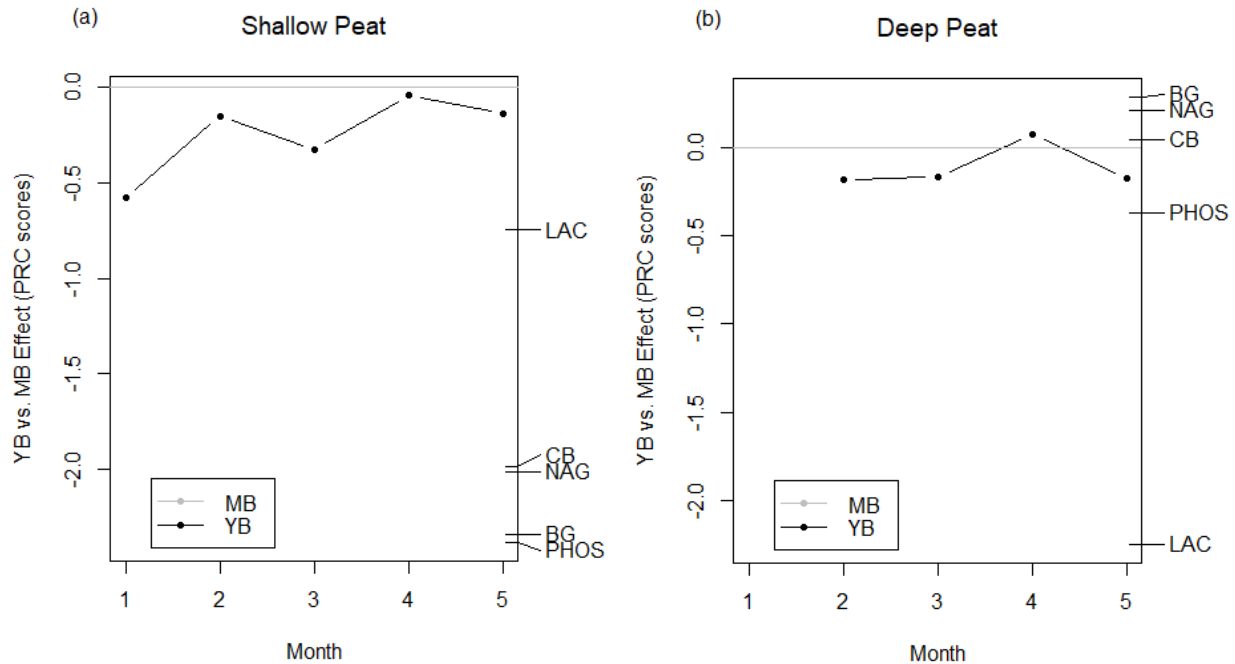 (a)
Shallow Peat
YB vs. MB Effect (PRC scores)
0.0
-0.5
-1.0
-1.5
-2.0
LAC
CB
NAG
BG
PHOS
MB
YB
1 2 3 4 5
Month
(b)
Deep Peat
YB vs. MB Effect (PRC scores)
0.0
-0.5
-1.0
-1.5
-2.0
BG
NAG
CB
PHOS
LAC
MB
YB
1 2 3 4 5
Month